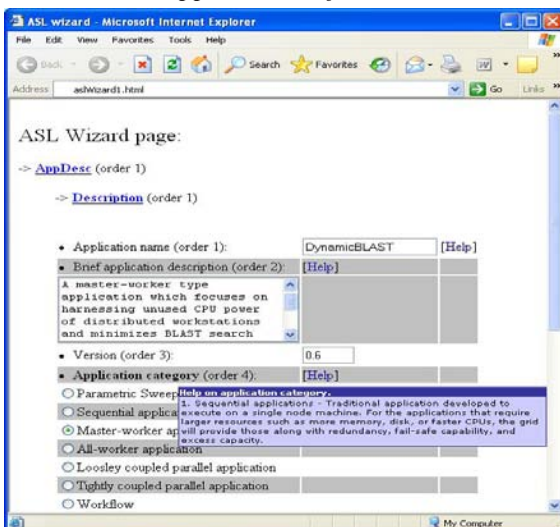 ASL wizard - Microsoft Internet Explorer
File Edit View Favorites Tools Help
Back Search Favorites
Address aslWizard1.html Go Links »
ASL Wizard page:
-> AppDesc (order 1)
-> Description (order 1)
• Application name (order 1): DynamicBLAST [Help]
• Brief application description (order 2): [Help]
A master-worker type
application which focuses on
harnessing unused CPU power
of distributed workstations
and minimizes BLAST search
• Version (order 3): 0.6
• Application category (order 4): [Help]
Parametric Sweep
Help on application category.
Sequential applica
1. Sequential applications - Traditional application developed to
execute on a single node machine. For the applications that require
Master-worker ap
larger resources such as more memory, disk, or faster CPUs, the grid
will provide those along with redundancy, fail-safe capability, and
excess capacity.
All-worker application
Loosley coupled parallel application
Tightly coupled parallel application
Workflow
My Computer